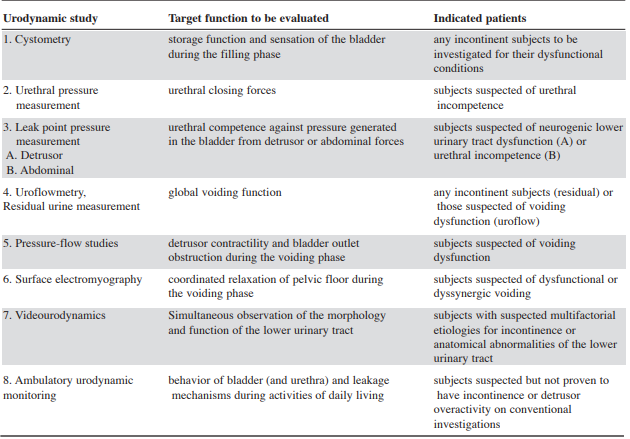 Urodynamic study Target function to be evaluated Indicated patients
1. Cystometry storage function and sensation of the bladder any incontinent subjects to be
during the filling phase investigated for their dysfunctional
conditions
2. Urethral pressure urethral closing forces subjects suspected of urethral
measurement incompetence
3. Leak point pressure urethral competence against pressure generated subjects suspected of neurogenic lower
measurement in the bladder from detrusor or abdominal forces urinary tract dysfunction (A) or
A. Detrusor urethral incompetence (B)
B. Abdominal
4. Uroflowmetry, global voiding function any incontinent subjects (residual) or
Residual urine measurement those suspected of voiding
dysfunction (uroflow)
5. Pressure-flow studies detrusor contractility and bladder outlet subjects suspected of voiding
obstruction during the voiding phase dysfunction
6. Surface electromyography coordinated relaxation of pelvic floor during subjects suspected of dysfunctional or
the voiding phase dyssynergic voiding
7. Videourodynamics Simultaneous observation of the morphology subjects with suspected multifactorial
and function of the lower urinary tract etiologies for incontinence or
anatomical abnormalities of the lower
urinary tract
8. Ambulatory urodynamic behavior of bladder (and urethra) and leakage subjects suspected but not proven to
monitoring mechanisms during activities of daily living have incontinence or detrusor
overactivity on conventional
investigations